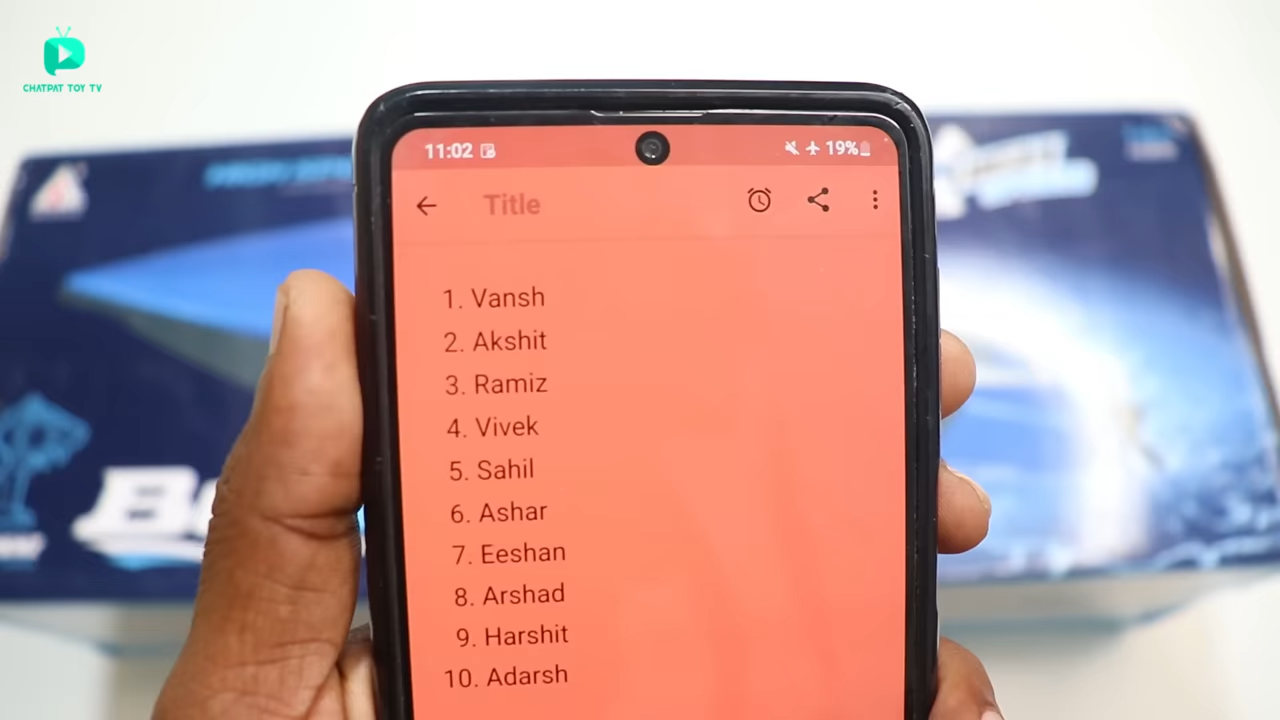 CHATPAT TOY TV
11:02
19%
Title
1. Vansh
2. Akshit
3. Ramiz
4. Vivek
5. Sahil
6. Ashar
7. Eeshan
8. Arshad
9. Harshit
10. Adarsh